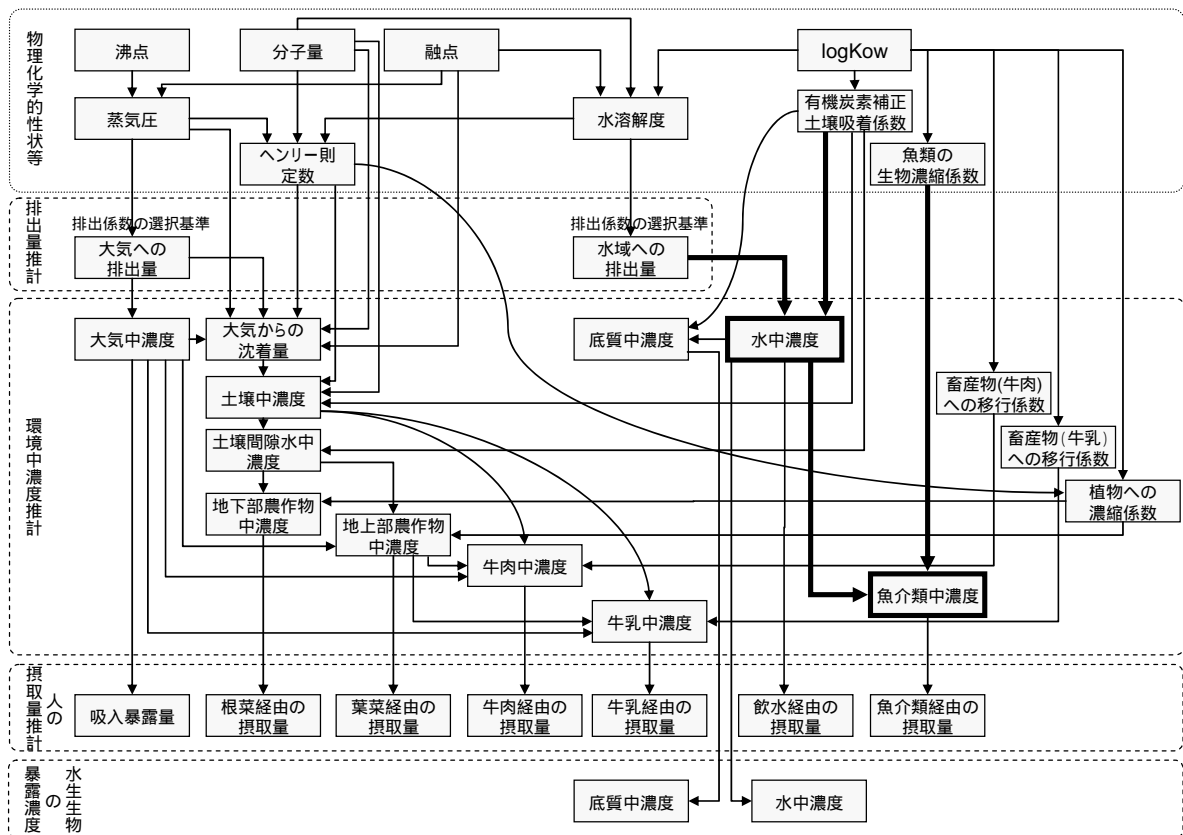 物理化学的性状等
沸点
分子量
融点
logKow
蒸気圧
水溶解度
有機炭素補正
土壌吸着係数
ヘンリー則
定数
魚類の
生物濃縮係数
排出量推計
排出係数の選択基準
大気への
排出量
排出係数の選択基準
水域への
排出量
環境中濃度推計
大気中濃度
大気からの
沈着量
底質中濃度
水中濃度
土壌中濃度
畜産物(牛肉)
への移行係数
土壌間隙水中
濃度
畜産物(牛乳)
への移行係数
地下部農作物
中濃度
植物への
濃縮係数
地上部農作物
中濃度
牛肉中濃度
魚介類中濃度
牛乳中濃度
人の
摂取量推計
吸入暴露量
根菜経由の
摂取量
葉菜経由の
摂取量
牛肉経由の
摂取量
牛乳経由の
摂取量
飲水経由の
摂取量
魚介類経由の
摂取量
水生生物
の
暴露濃度
底質中濃度
水中濃度